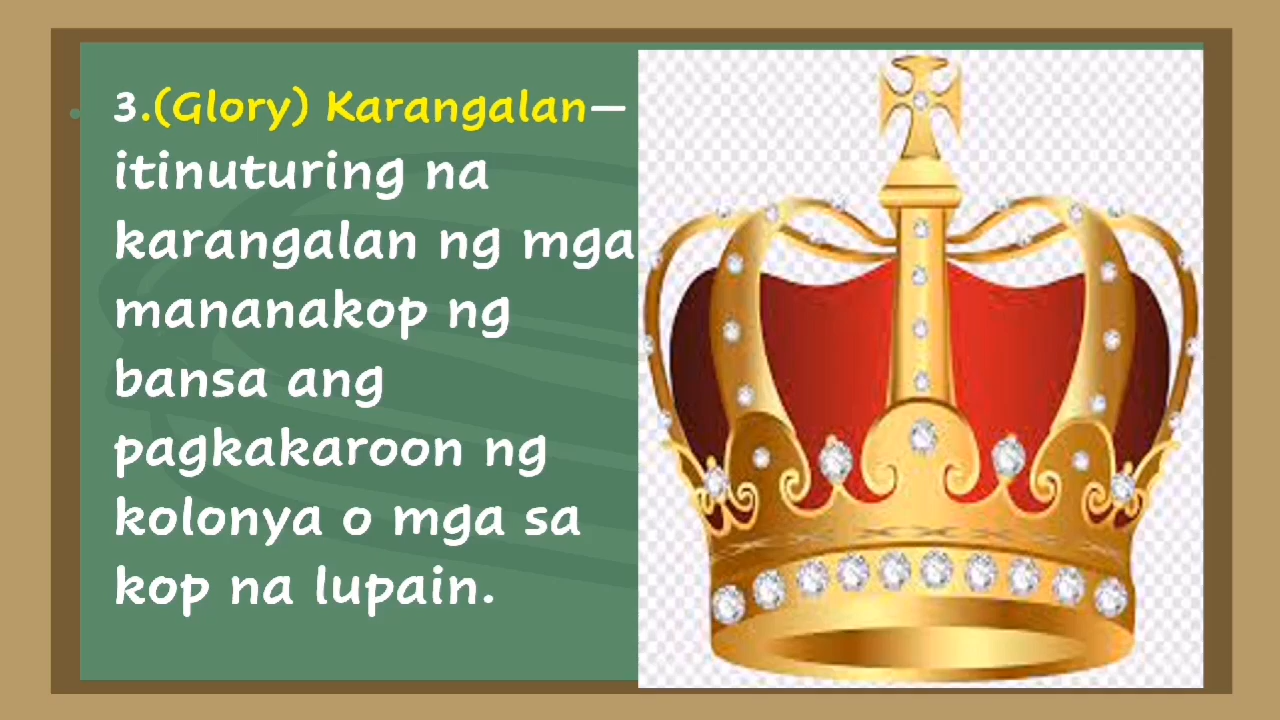 3.(Glory) Karangalan—
itinuturing na
karangalan ng mga
mananakop ng
bansa ang
pagkakaroon ng
kolonya o mga sa
kop na lupain.